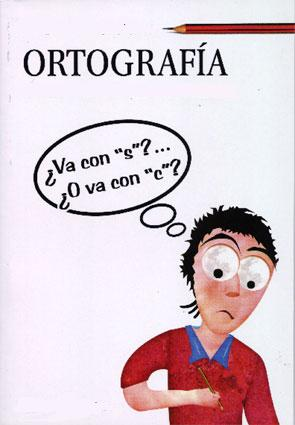 ORTOGRAFÍA
¿Va con “s”?...
¿O va con “c”?